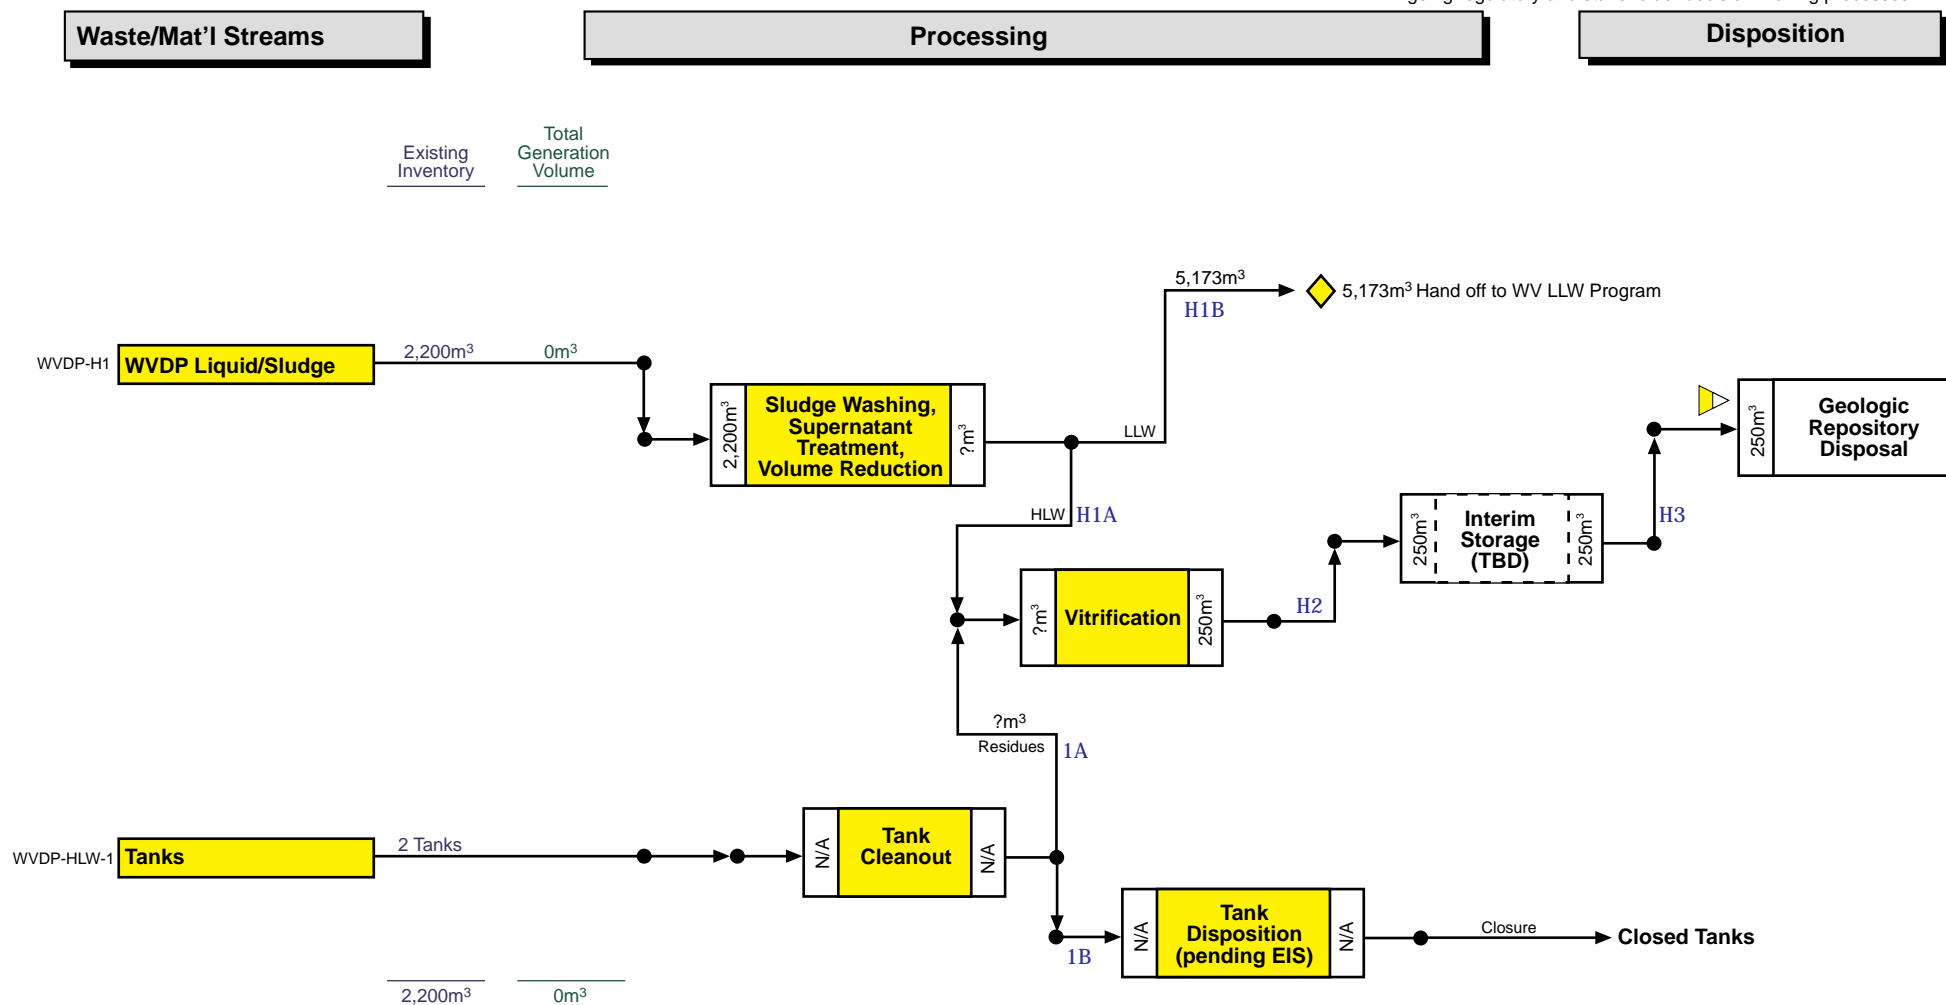 Waste/Mat'l Streams
Processing
Disposition
Existing
Inventory
Total
Generation
Volume
5,173m³
H1B
5,173m³ Hand off to WV LLW Program
WVDP-H1
WVDP Liquid/Sludge
2,200m³
0m³
2,200m³
Sludge Washing,
Supernatant
Treatment,
Volume Reduction
?m³
LLW
HLW
H1A
250m³
Geologic
Repository
Disposal
250m³
Interim
Storage
(TBD)
250m³
H3
?m³
Vitrification
250m³
H2
?m³
Residues
1A
WVDP-HLW-1
Tanks
2 Tanks
N/A
Tank
Cleanout
N/A
1B
N/A
Tank
Disposition
(pending EIS)
N/A
Closure
Closed Tanks
2,200m³
0m³